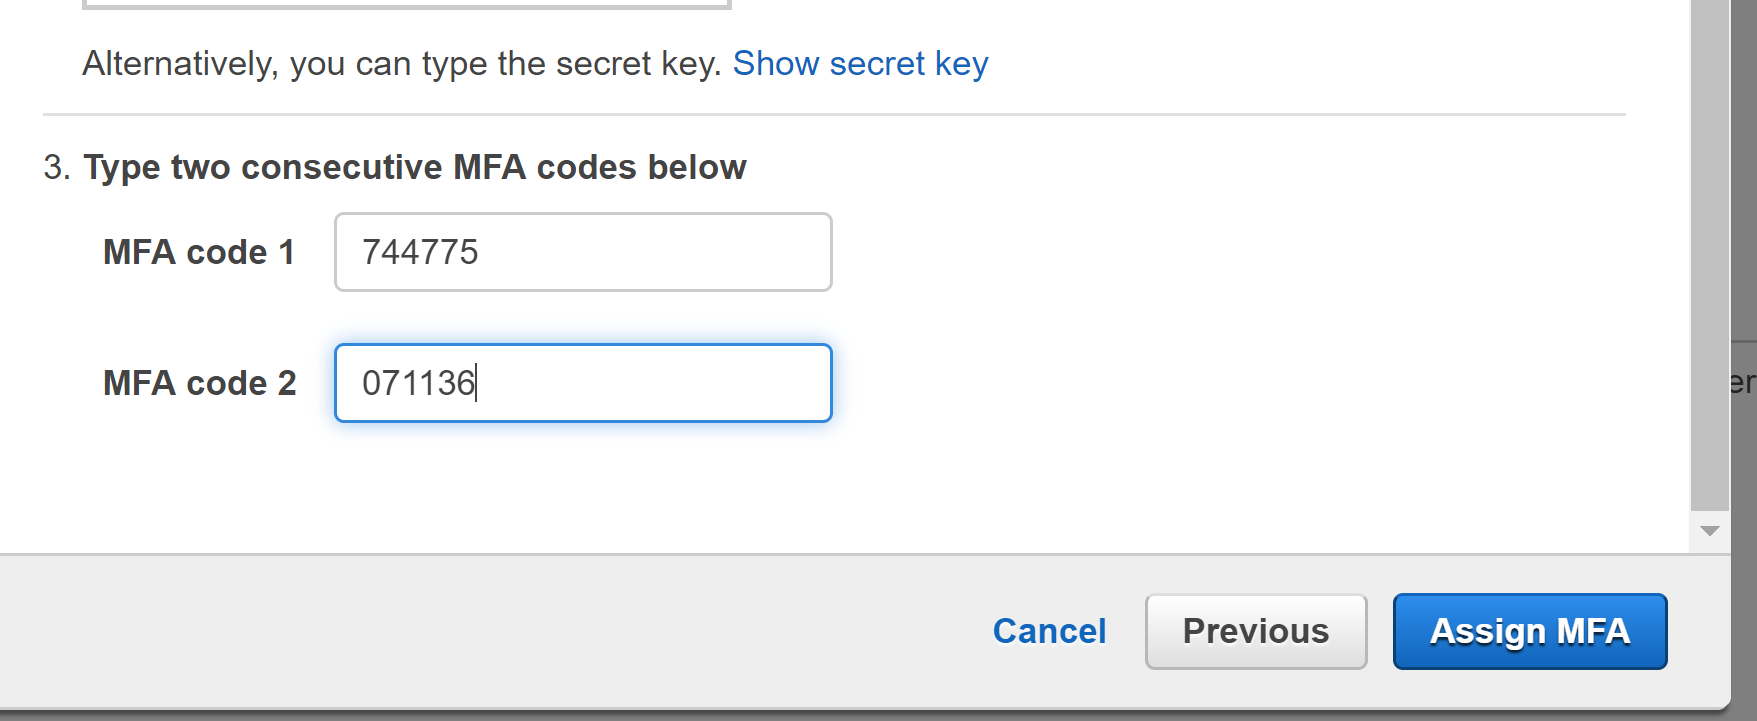 Alternatively, you can type the secret key. Show secret key
3. Type two consecutive MFA codes below
MFA code 1 744775
MFA code 2 071136
er
Cancel Previous Assign MFA